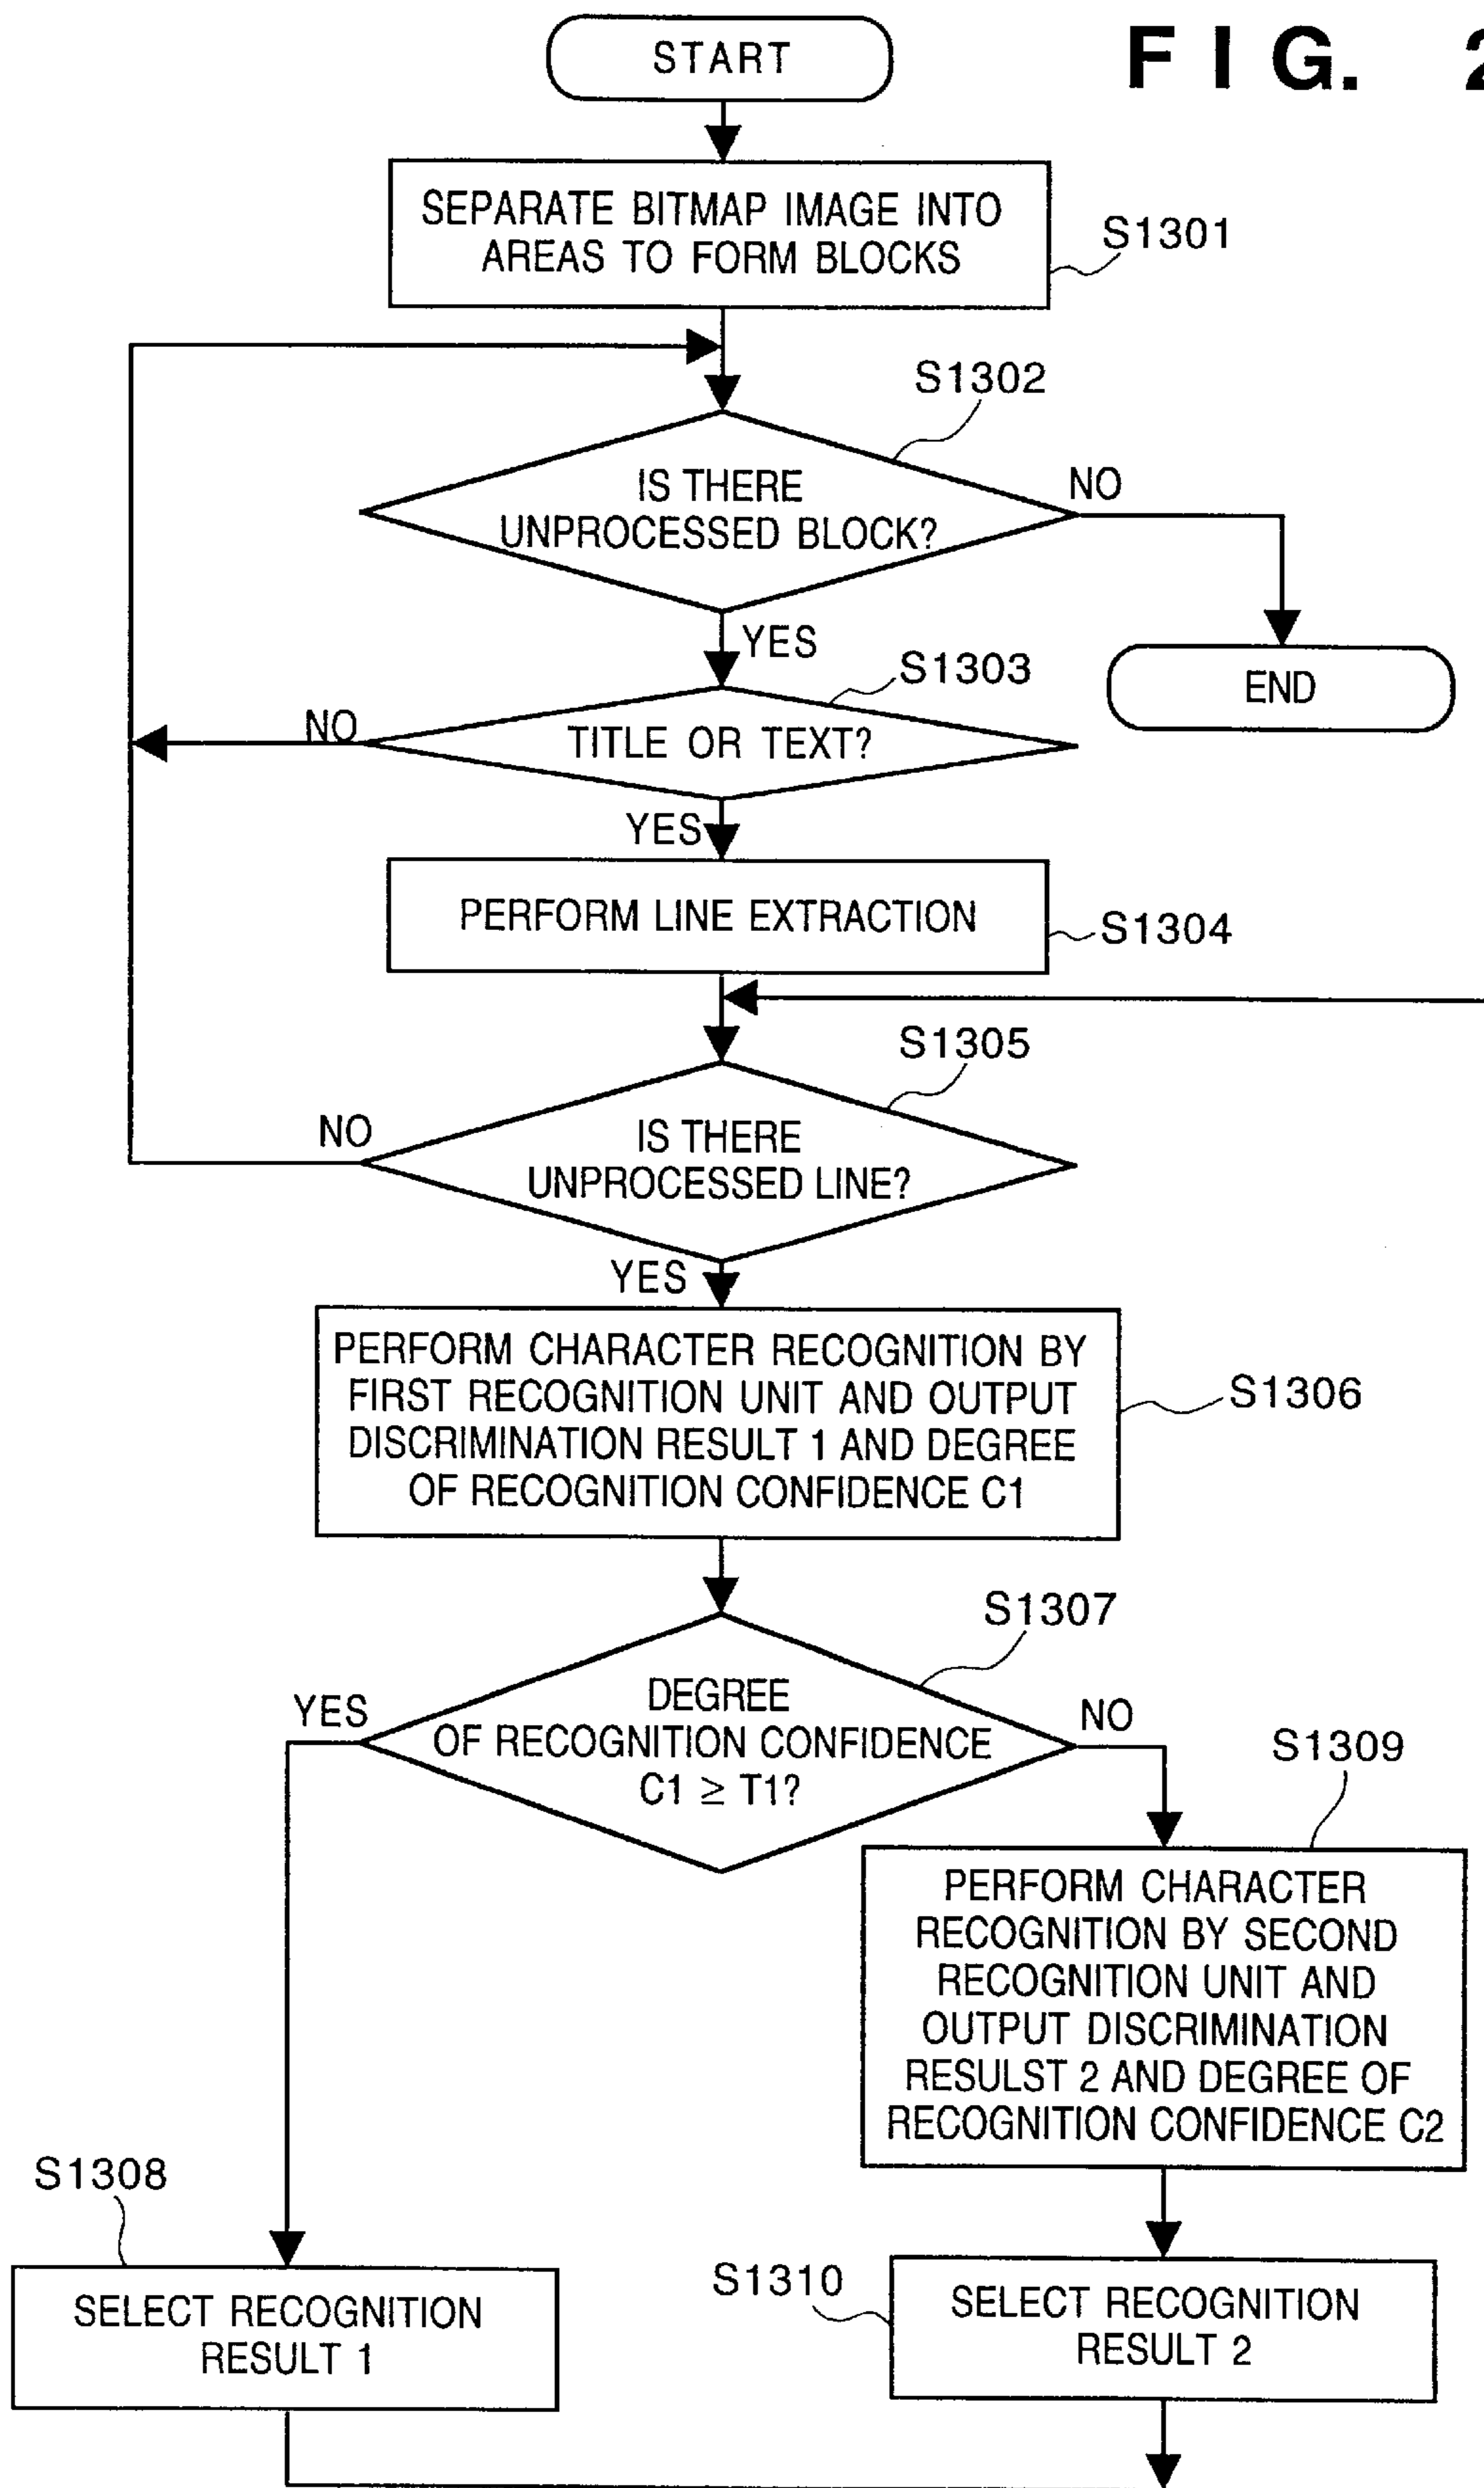 START
FIG. 2
SEPARATE BITMAP IMAGE INTO
AREAS TO FORM BLOCKS
S1301
S1302
IS THERE
UNPROCESSED BLOCK?
NO
YES
END
S1303
TITLE OR TEXT?
NO
YES
PERFORM LINE EXTRACTION
S1304
S1305
IS THERE
UNPROCESSED LINE?
NO
YES
PERFORM CHARACTER RECOGNITION BY
FIRST RECOGNITION UNIT AND OUTPUT
DISCRIMINATION RESULT 1 AND DEGREE
OF RECOGNITION CONFIDENCE C1
S1306
S1307
DEGREE
OF RECOGNITION CONFIDENCE
C1 ≥ T1?
YES
NO
S1309
PERFORM CHARACTER
RECOGNITION BY SECOND
RECOGNITION UNIT AND
OUTPUT DISCRIMINATION
RESULST 2 AND DEGREE OF
RECOGNITION CONFIDENCE C2
S1308
SELECT RECOGNITION
RESULT 1
S1310
SELECT RECOGNITION
RESULT 2